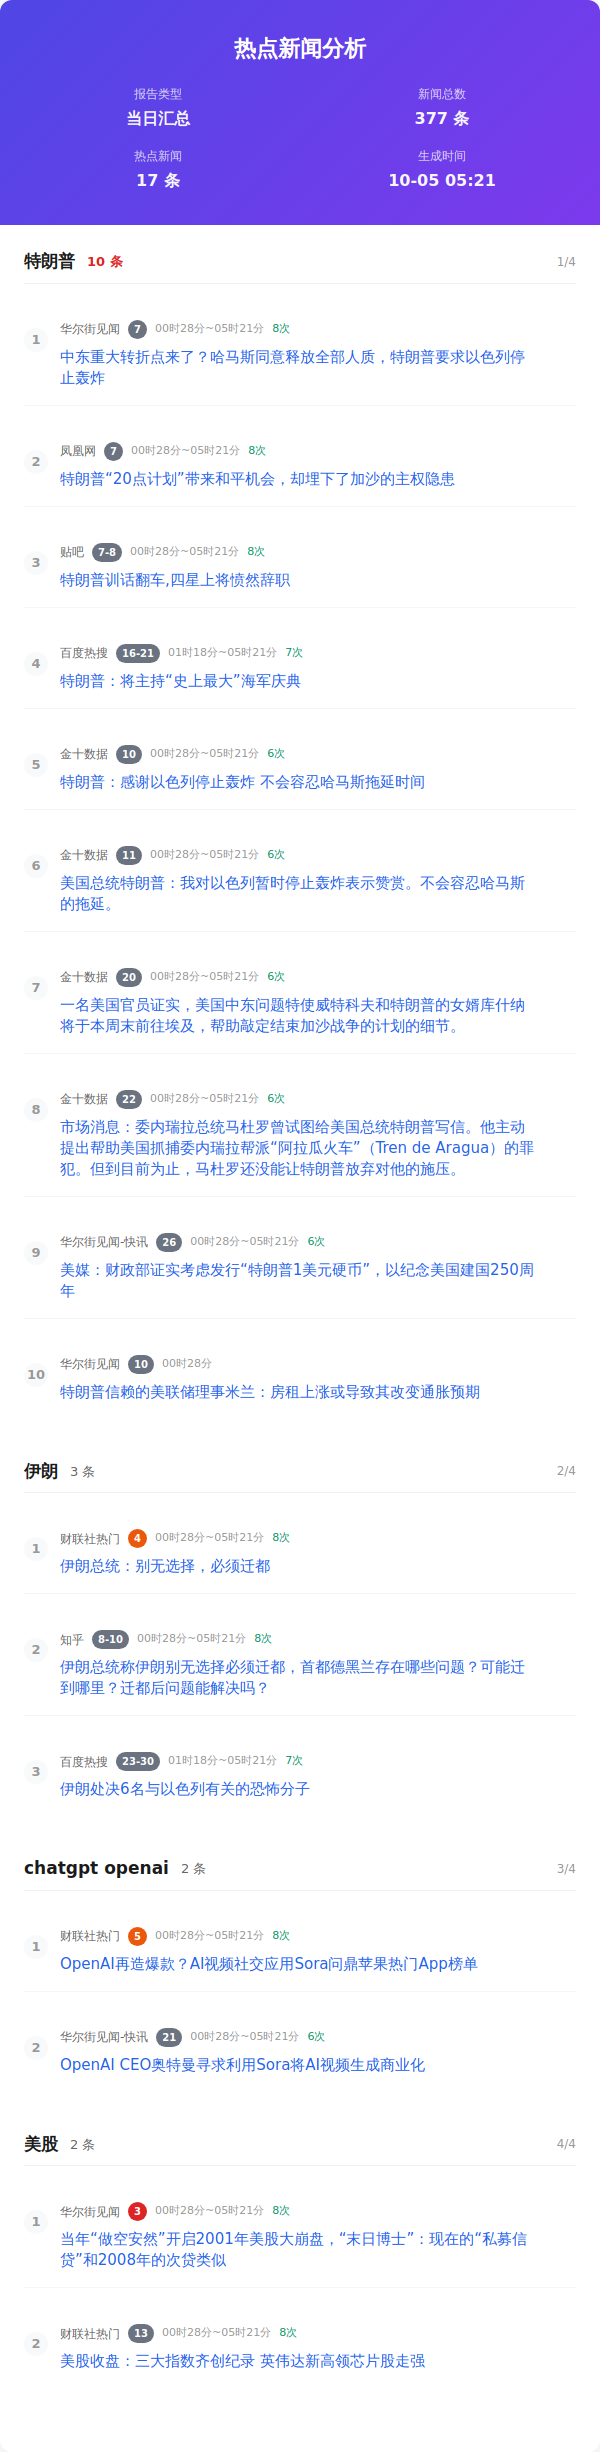 热点新闻分析
报告类型
当日汇总
新闻总数
377 条
热点新闻
17 条
生成时间
10-05 05:21
特朗普 10 条 1/4
1
华尔街见闻 7 00时28分~05时21分 8次
中东重大转折点来了？哈马斯同意释放全部人质，特朗普要求以色列停
止轰炸
2
凤凰网 7 00时28分~05时21分 8次
特朗普“20点计划”带来和平机会，却埋下了加沙的主权隐患
3
贴吧 7-8 00时28分~05时21分 8次
特朗普训话翻车,四星上将愤然辞职
4
百度热搜 16-21 01时18分~05时21分 7次
特朗普：将主持“史上最大”海军庆典
5
金十数据 10 00时28分~05时21分 6次
特朗普：感谢以色列停止轰炸 不会容忍哈马斯拖延时间
6
金十数据 11 00时28分~05时21分 6次
美国总统特朗普：我对以色列暂时停止轰炸表示赞赏。不会容忍哈马斯
的拖延。
7
金十数据 20 00时28分~05时21分 6次
一名美国官员证实，美国中东问题特使威特科夫和特朗普的女婿库什纳
将于本周末前往埃及，帮助敲定结束加沙战争的计划的细节。
8
金十数据 22 00时28分~05时21分 6次
市场消息：委内瑞拉总统马杜罗曾试图给美国总统特朗普写信。他主动
提出帮助美国抓捕委内瑞拉帮派“阿拉瓜火车”（Tren de Aragua）的罪
犯。但到目前为止，马杜罗还没能让特朗普放弃对他的施压。
9
华尔街见闻-快讯 26 00时28分~05时21分 6次
美媒：财政部证实考虑发行“特朗普1美元硬币”，以纪念美国建国250周
年
10
华尔街见闻 10 00时28分
特朗普信赖的美联储理事米兰：房租上涨或导致其改变通胀预期
伊朗 3 条 2/4
1
财联社热门 4 00时28分~05时21分 8次
伊朗总统：别无选择，必须迁都
2
知乎 8-10 00时28分~05时21分 8次
伊朗总统称伊朗别无选择必须迁都，首都德黑兰存在哪些问题？可能迁
到哪里？迁都后问题能解决吗？
3
百度热搜 23-30 01时18分~05时21分 7次
伊朗处决6名与以色列有关的恐怖分子
chatgpt openai 2 条 3/4
1
财联社热门 5 00时28分~05时21分 8次
OpenAI再造爆款？AI视频社交应用Sora问鼎苹果热门App榜单
2
华尔街见闻-快讯 21 00时28分~05时21分 6次
OpenAI CEO奥特曼寻求利用Sora将AI视频生成商业化
美股 2 条 4/4
1
华尔街见闻 3 00时28分~05时21分 8次
当年“做空安然”开启2001年美股大崩盘，“末日博士”：现在的“私募信
贷”和2008年的次贷类似
2
财联社热门 13 00时28分~05时21分 8次
美股收盘：三大指数齐创纪录 英伟达新高领芯片股走强